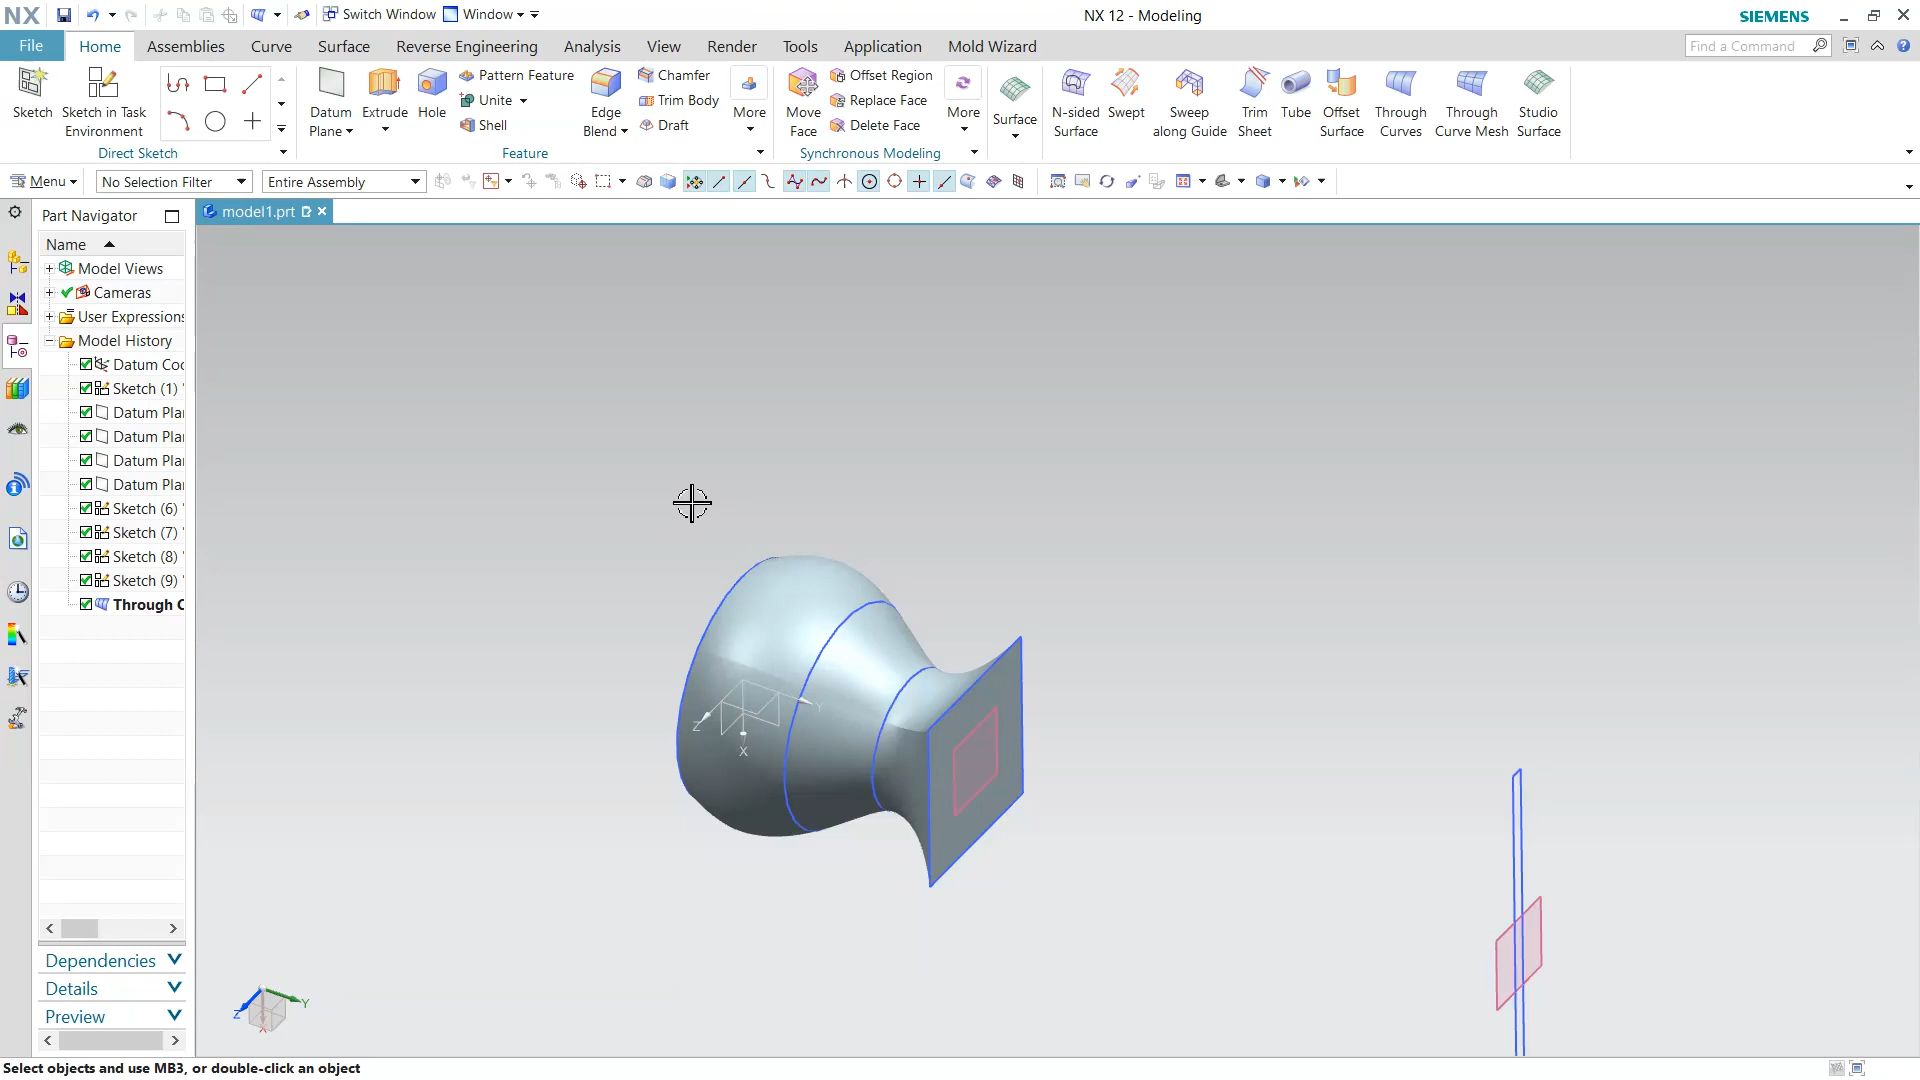 NX Switch Window Window NX 12 - Modeling SIEMENS
File Home Assemblies Curve Surface Reverse Engineering Analysis View Render Tools Application Mold Wizard Find a Command
Sketch
Sketch in Task Environment
Direct Sketch
Datum Plane
Extrude
Hole
Pattern Feature
Unite
Shell
Edge Blend
Chamfer
Trim Body
Draft
More
Feature
Move Face
Offset Region
Replace Face
Delete Face
More
Synchronous Modeling
Surface
N-sided Surface
Swept
Sweep along Guide
Trim Sheet
Tube
Offset Surface
Through Curves
Through Curve Mesh
Studio Surface
Menu No Selection Filter Entire Assembly
Part Navigator model1.prt
Name
Model Views
Cameras
User Expressions
Model History
Datum Coo
Sketch (1) "
Datum Pla
Datum Pla
Datum Pla
Datum Pla
Sketch (6) "
Sketch (7) "
Sketch (8) "
Sketch (9) "
Through C
Dependencies
Details
Preview
Y
Z
X
Y
Z
X
Select objects and use MB3, or double-click an object